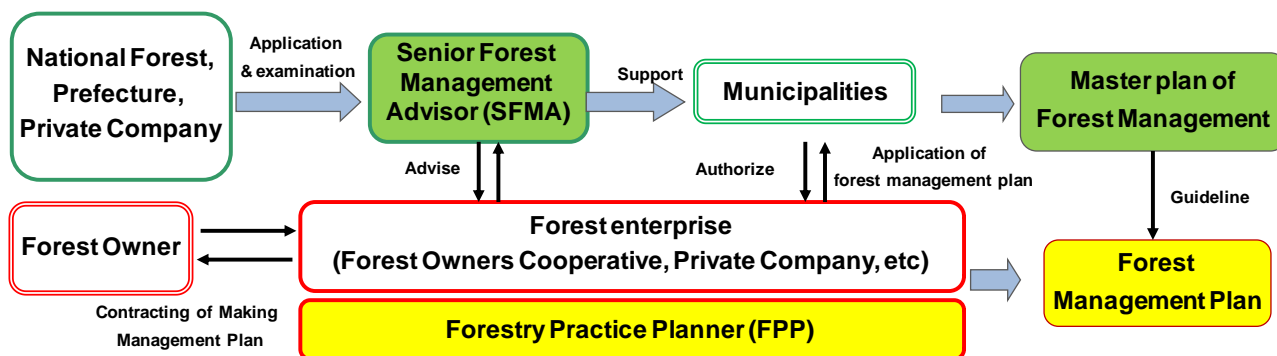 National Forest,
Prefecture,
Private Company
Application
& examination
Senior Forest
Management
Advisor (SFMA)
Support
Municipalities
Master plan of
Forest Management
Advise
Authorize
Application of
forest management plan
Guideline
Forest Owner
Forest enterprise
(Forest Owners Cooperative, Private Company, etc)
Forest
Management Plan
Contracting of Making
Management Plan
Forestry Practice Planner (FPP)